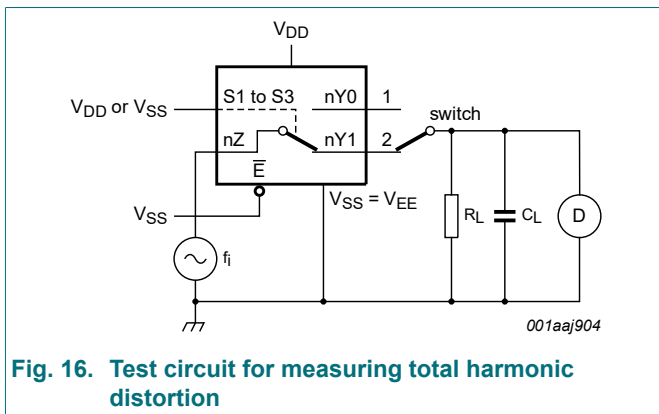 VDD
S1 to S3 nY0 1
VDD or VSS
switch
nZ nY1 2
E
VSS = VEE
VSS
RL CL D
fi
001aaj904
Fig. 16. Test circuit for measuring total harmonic
distortion